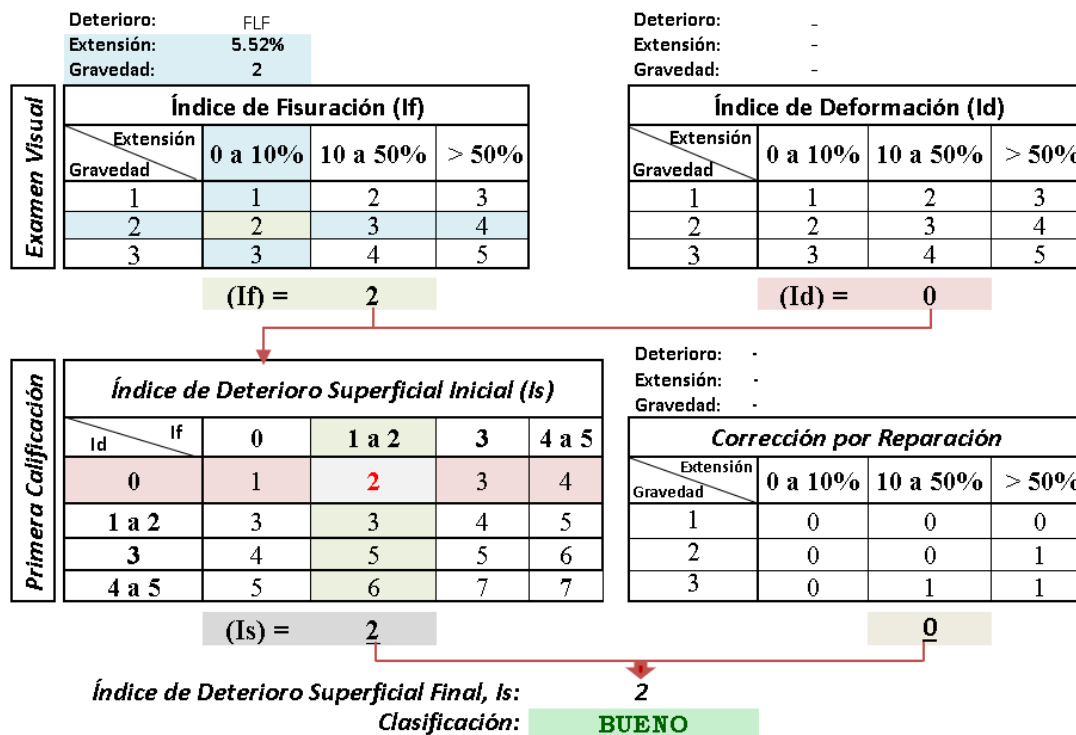 Deterioro: FLF
Extensión: 5.52%
Gravedad: 2
Deterioro: -
Extensión: -
Gravedad: -
Examen Visual
Índice de Fisuración (If)
Extensión
Gravedad
0 a 10% 10 a 50% > 50%
1 1 2 3
2 2 3 4
3 3 4 5
(If) = 2
Índice de Deformación (Id)
Extensión
Gravedad
0 a 10% 10 a 50% > 50%
1 1 2 3
2 2 3 4
3 3 4 5
(Id) = 0
Primera Calificación
Índice de Deterioro Superficial Inicial (Is)
If
Id
0 1 a 2 3 4 a 5
0 1 2 3 4
1 a 2 3 3 4 5
3 4 5 5 6
4 a 5 5 6 7 7
(Is) = 2
Deterioro: -
Extensión: -
Gravedad: -
Corrección por Reparación
Extensión
Gravedad
0 a 10% 10 a 50% > 50%
1 0 0 0
2 0 0 1
3 0 1 1
0
Índice de Deterioro Superficial Final, Is: 2
Clasificación: BUENO